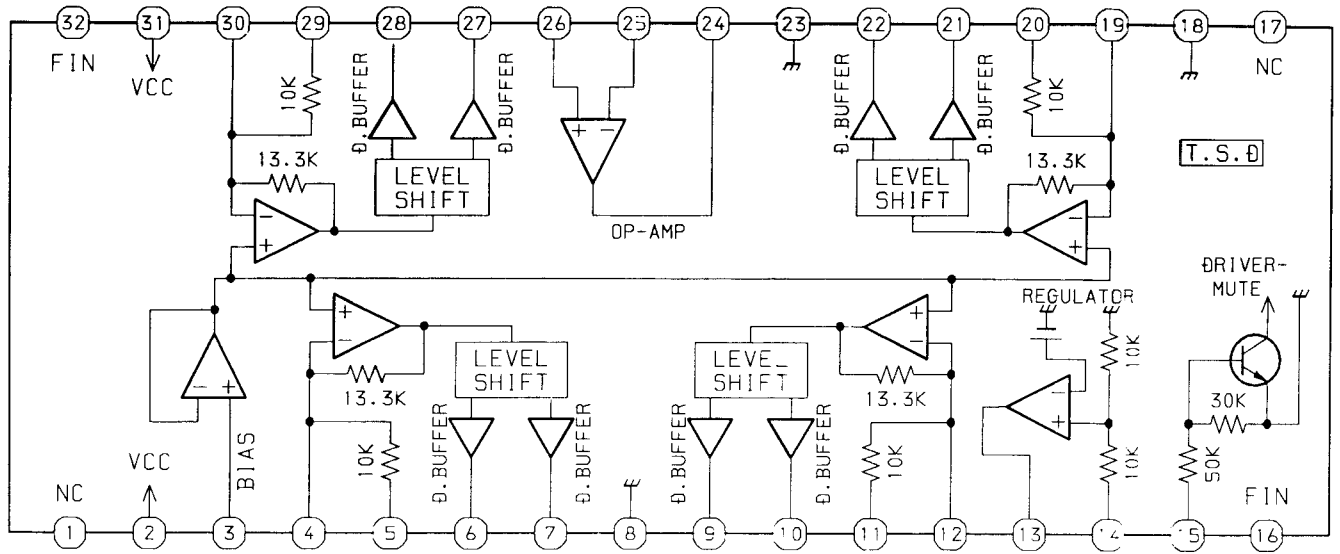 32 31 30 29 28 27 26 25 24 23 22 21 20 19 18 17
FIN
VCC
10K
Ð.BUFFER
Ð.BUFFER
+ −
Ð.BUFFER
Ð.BUFFER
10K
NC
T.S.Ð
13.3K
LEVEL
SHIFT
LEVEL
SHIFT
13.3K
−
+
OP-AMP
−
+
ÐRIVER-
MUTE
REGULATOR
+
−
+
−
LEVEL
SHIFT
LEVE
SHIFT
10K
− +
13.3K
13.3K
−
+
30K
BIAS
10K
Ð.BUFFER
Ð.BUFFER
Ð.BUFFER
Ð.BUFFER
10K
10K
50K
NC
VCC
FIN
1 2 3 4 5 6 7 8 9 10 11 12 13 14 15 16